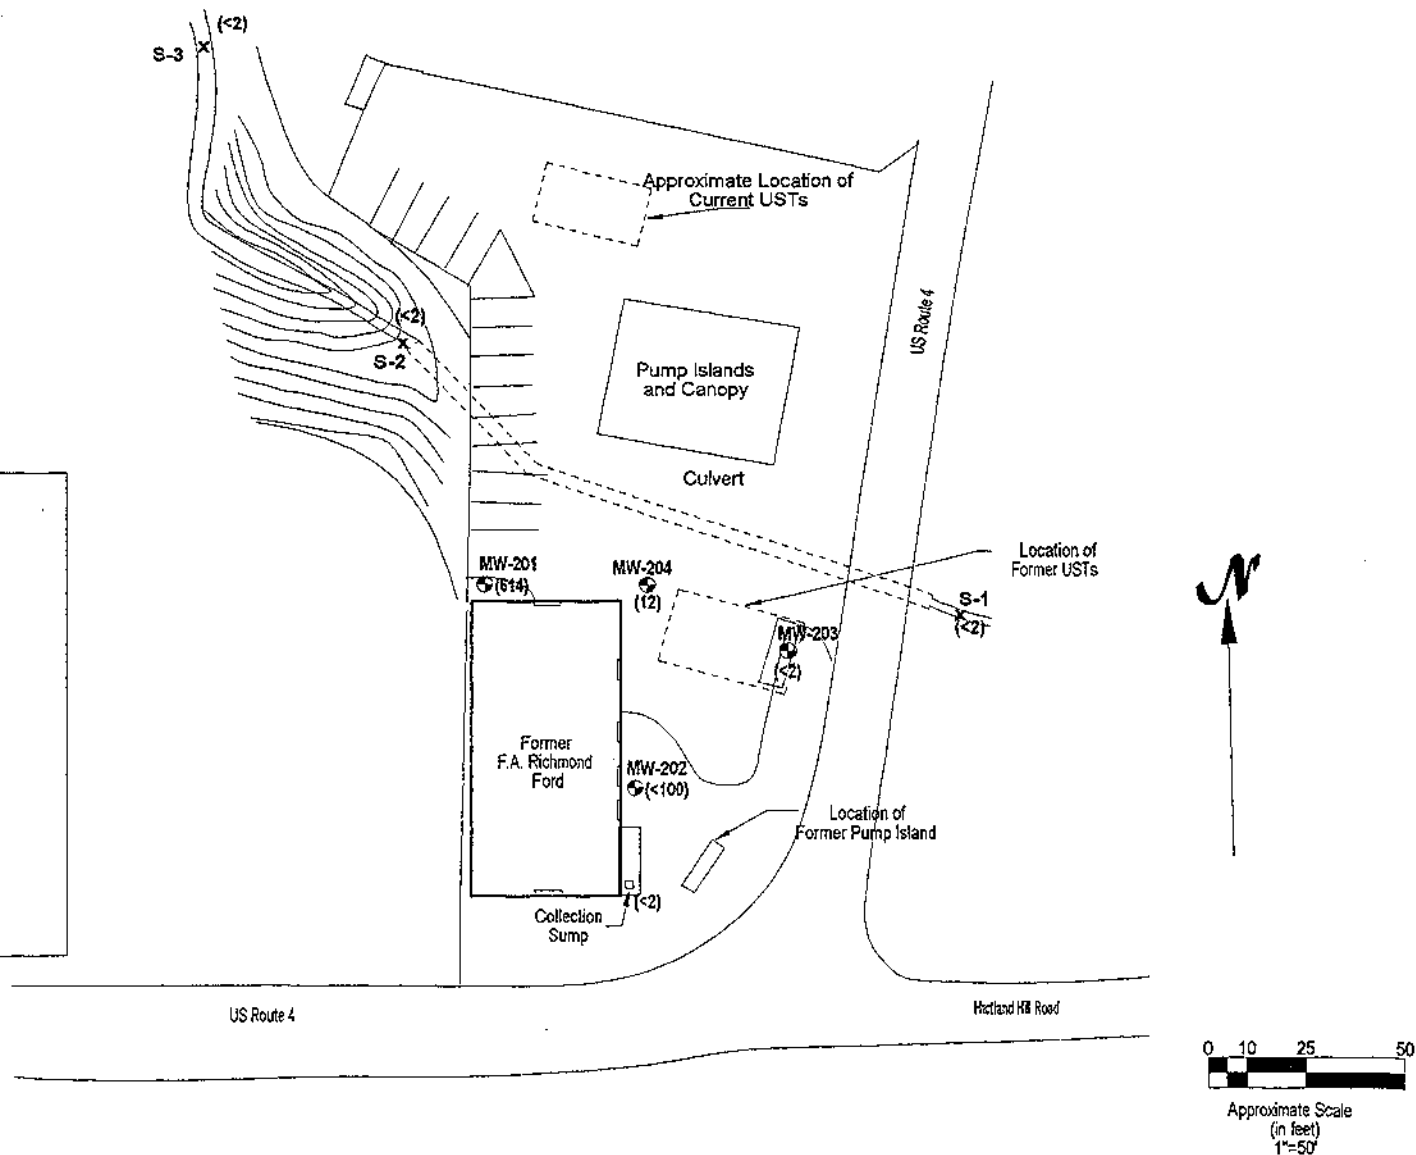 (<2)
S-3
Approximate Location of
Current USTs
US Route 4
(<2)
S-2
Pump Islands
and Canopy
Culvert
Location of
Former USTs
MW-201
(614)
MW-204
(12)
S-1
(<2)
MW-203
(<2)
Former
F.A. Richmond
Ford
MW-202
(<100)
Location of
Former Pump Island
(<2)
Collection
Sump
US Route 4
Hartland Hill Road
N
0 10 25 50
Approximate Scale
(in feet)
1"=50'